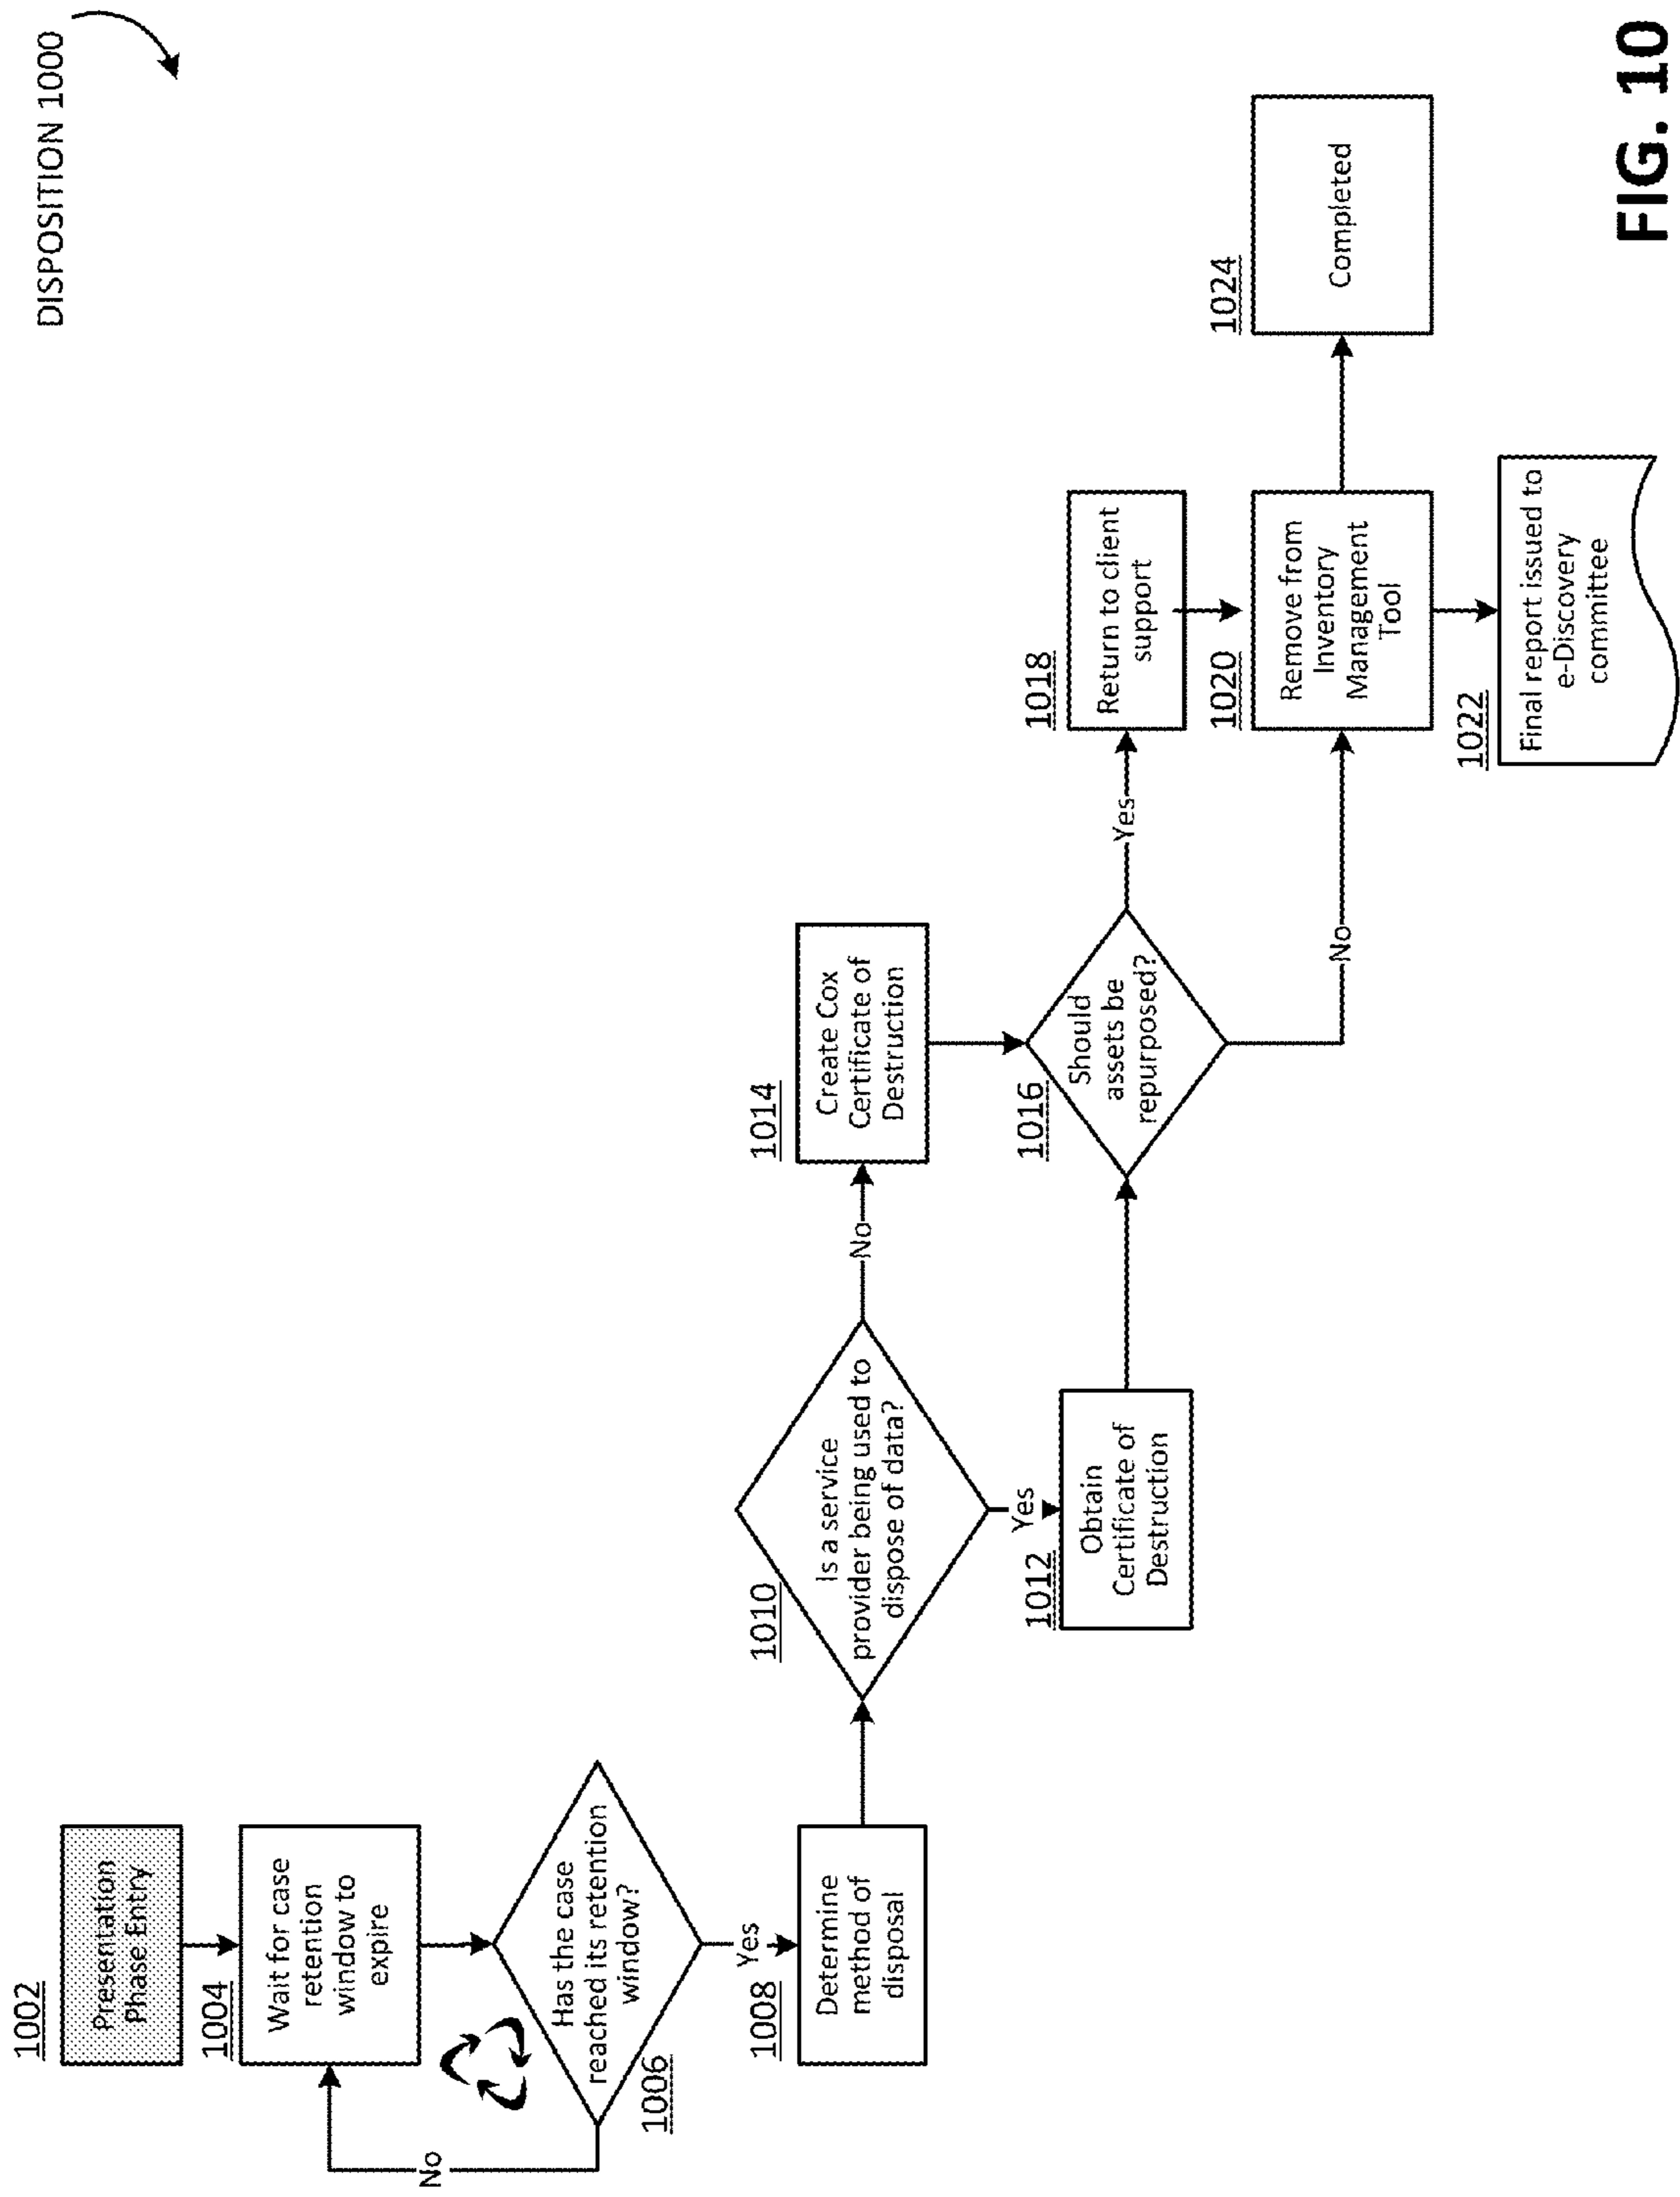 DISPOSITION 1000
1002
Presentation
Phase Entry
1004
Wait for case
retention
window to
expire
No
Has the case
reached its retention
window?
1006
Yes
1008
Determine
method of
disposal
1010
Is a service
provider being used to
dispose of data?
No
Yes
1012
Obtain
Certificate of
Destruction
1014
Create Cox
Certificate of
Destruction
1016
Should
assets be
repurposed?
Yes
No
1018
Return to client
support
1020
Remove from
Inventory
Management
Tool
1022
Final report issued to
e-Discovery
committee
1024
Completed
FIG. 10